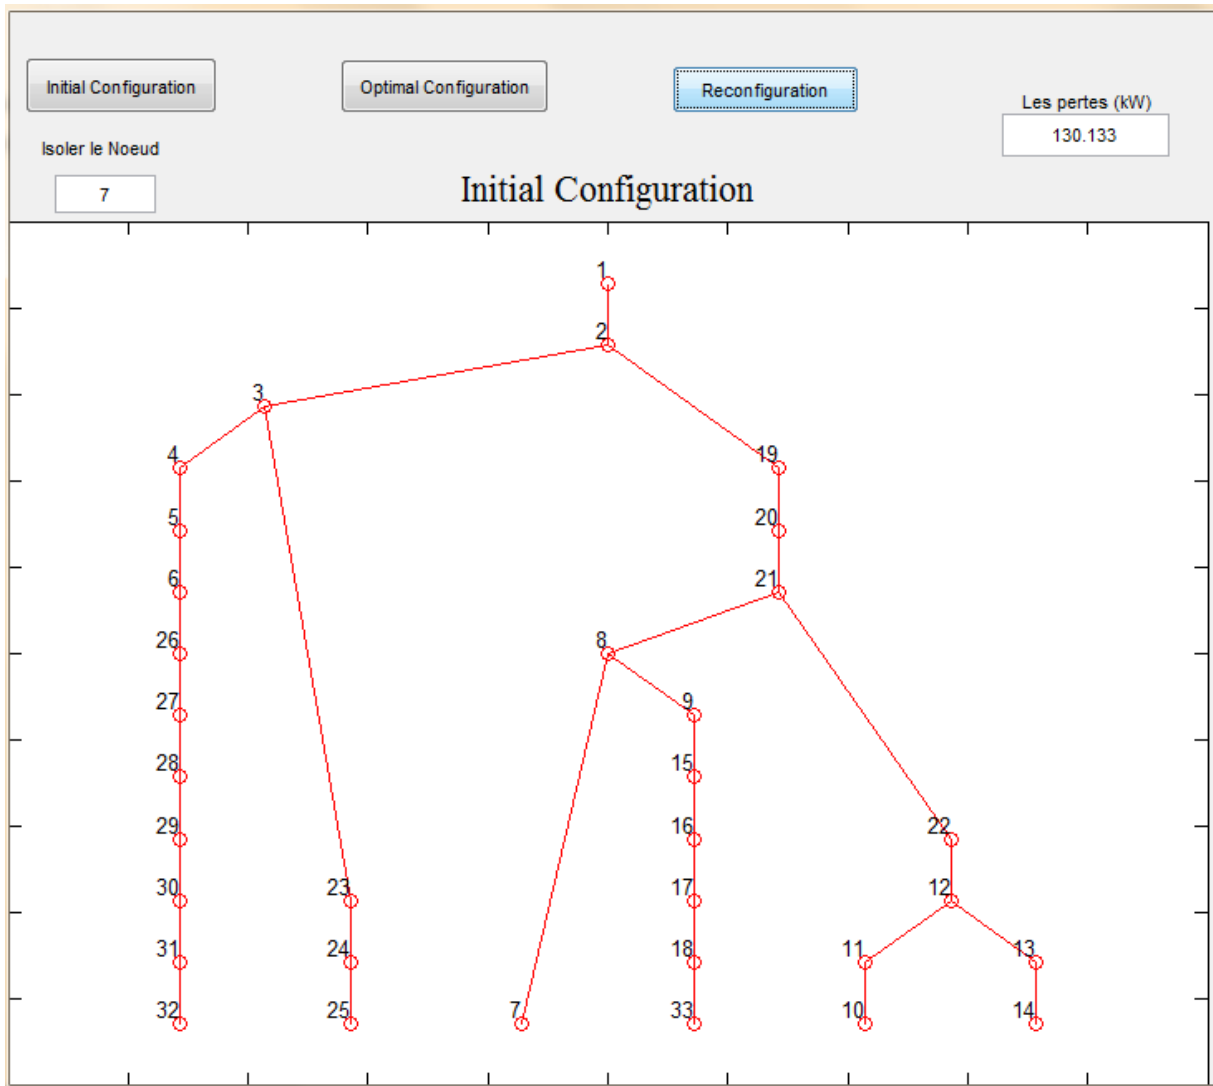 Initial Configuration
Optimal Configuration
Reconfiguration
Les pertes (kW)
130.133
Isoler le Noeud
7
Initial Configuration
1
2
3
4 19
5 20
6 21
26 8
27 9
28 15
29 16 22
30 23 17 12
31 24 18 11 13
32 25 7 33 10 14